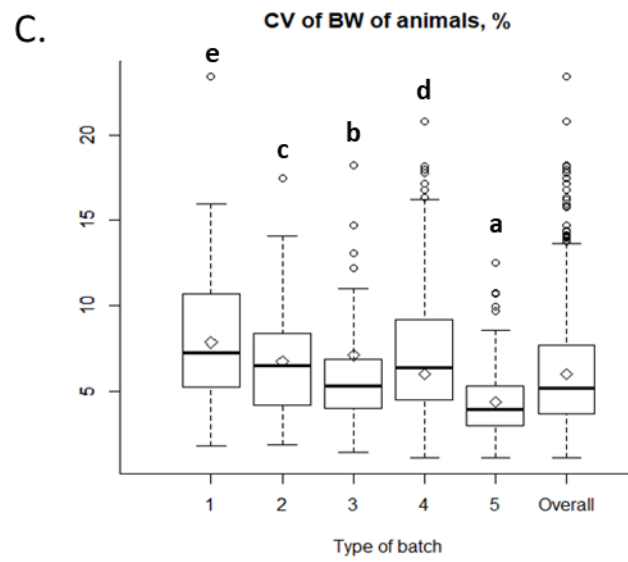 C.
CV of BW of animals, %
e
d
b
c
a
20
15
10
5
1 2 3 4 5 Overall
Type of batch